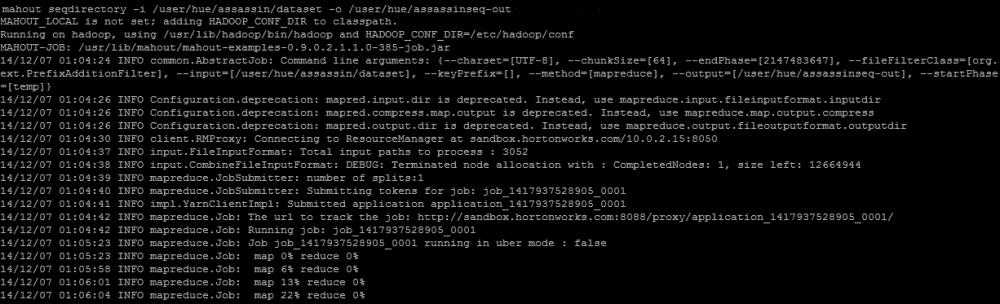 mahout seqdirectory -i /user/hue/assassin/dataset -o /user/hue/assassinseq-out
MAHOUT_LOCAL is not set; adding HADOOP_CONF_DIR to classpath.
Running on hadoop, using /usr/lib/hadoop/bin/hadoop and HADOOP_CONF_DIR=/etc/hadoop/conf
MAHOUT-JOB: /usr/lib/mahout/mahout-examples-0.9.0.2.1.1.0-385-job.jar
14/12/07 01:04:24 INFO common.AbstractJob: Command line arguments: {--charset=[UTF-8], --chunkSize=[64], --endPhase=[2147483647], --fileFilterClass=[org.
ext.PrefixAdditionFilter], --input=[/user/hue/assassin/dataset], --keyPrefix=[], --method=[mapreduce], --output=[/user/hue/assassinseq-out], --startPhase
=[temp]}
14/12/07 01:04:26 INFO Configuration.deprecation: mapred.input.dir is deprecated. Instead, use mapreduce.input.fileinputformat.inputdir
14/12/07 01:04:26 INFO Configuration.deprecation: mapred.compress.map.output is deprecated. Instead, use mapreduce.map.output.compress
14/12/07 01:04:26 INFO Configuration.deprecation: mapred.output.dir is deprecated. Instead, use mapreduce.output.fileoutputformat.outputdir
14/12/07 01:04:30 INFO client.RMProxy: Connecting to ResourceManager at sandbox.hortonworks.com/10.0.2.15:8050
14/12/07 01:04:37 INFO input.FileInputFormat: Total input paths to process : 3052
14/12/07 01:04:38 INFO input.CombineFileInputFormat: DEBUG: Terminated node allocation with : CompletedNodes: 1, size left: 12664944
14/12/07 01:04:39 INFO mapreduce.JobSubmitter: number of splits:1
14/12/07 01:04:40 INFO mapreduce.JobSubmitter: Submitting tokens for job: job_1417937528905_0001
14/12/07 01:04:41 INFO impl.YarnClientImpl: Submitted application application_1417937528905_0001
14/12/07 01:04:42 INFO mapreduce.Job: The url to track the job: http://sandbox.hortonworks.com:8088/proxy/application_1417937528905_0001/
14/12/07 01:04:42 INFO mapreduce.Job: Running job: job_1417937528905_0001
14/12/07 01:05:23 INFO mapreduce.Job: Job job_1417937528905_0001 running in uber mode : false
14/12/07 01:05:23 INFO mapreduce.Job:  map 0% reduce 0%
14/12/07 01:05:58 INFO mapreduce.Job:  map 6% reduce 0%
14/12/07 01:06:01 INFO mapreduce.Job:  map 13% reduce 0%
14/12/07 01:06:04 INFO mapreduce.Job:  map 22% reduce 0%